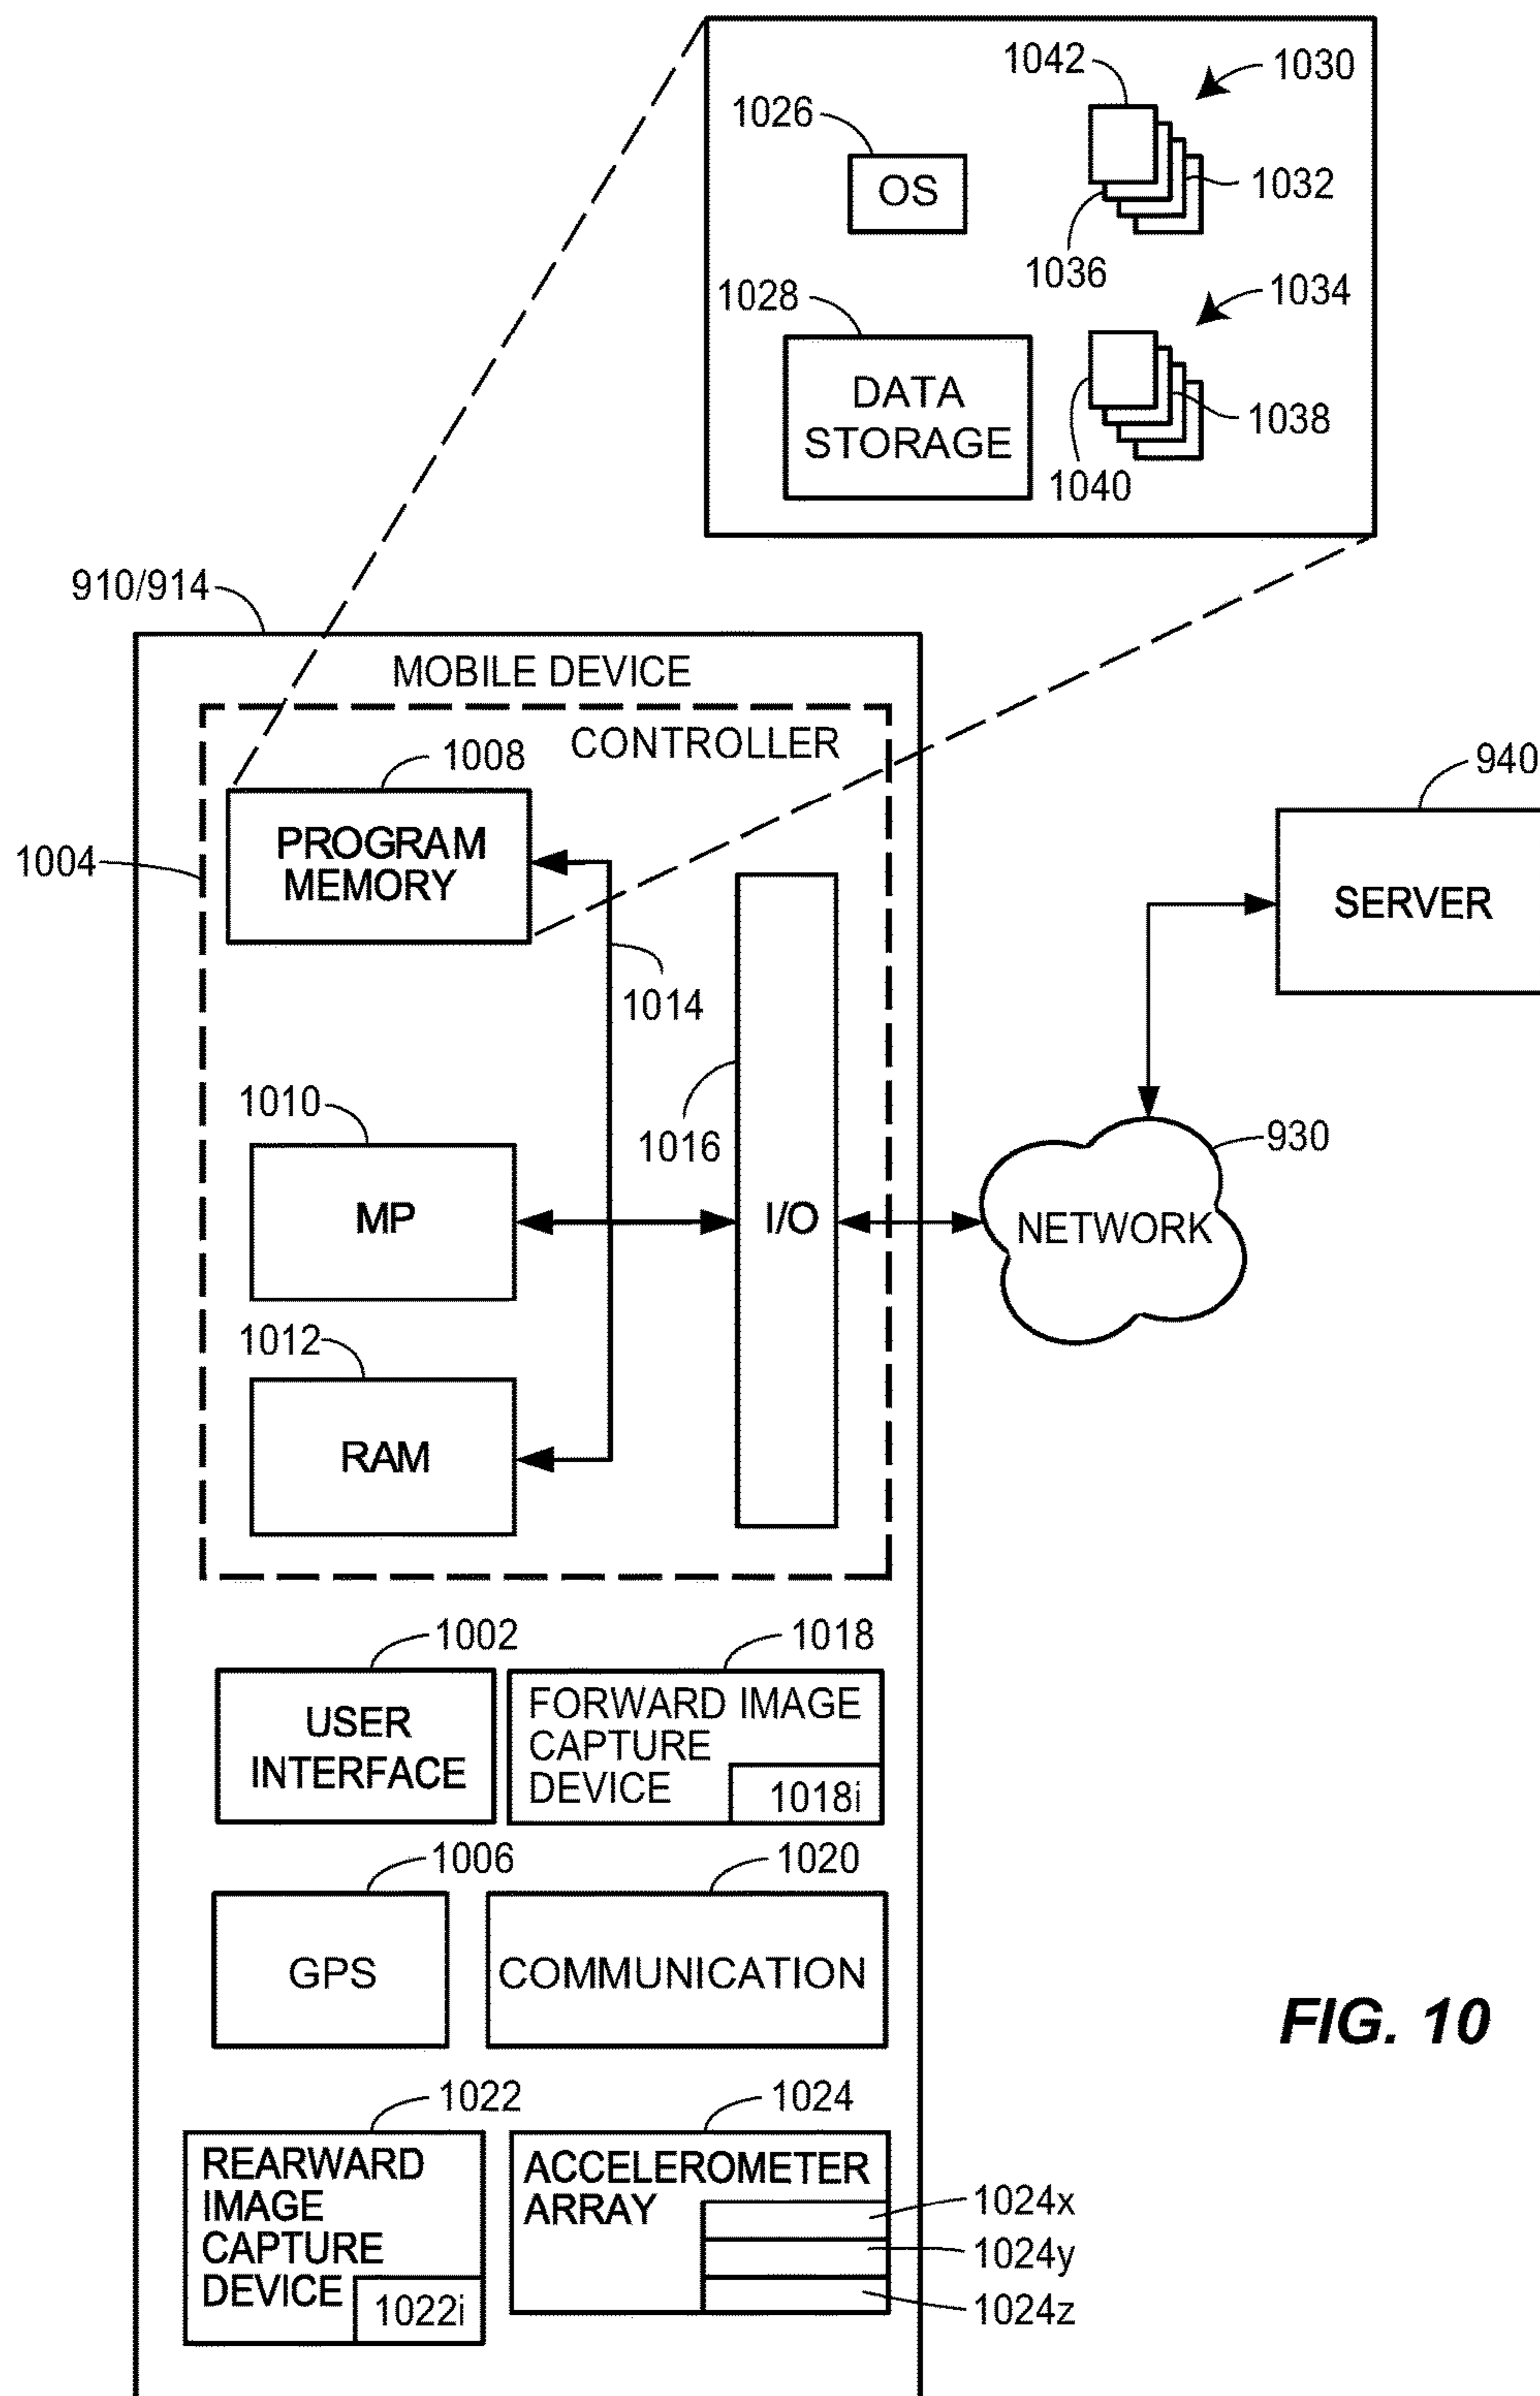 1042
1030
1026
OS
1032
1036
1028
1034
DATA
STORAGE
1038
1040
910/914
MOBILE DEVICE
CONTROLLER
1008
940
PROGRAM
MEMORY
1004
SERVER
1014
1010
1016
930
MP
I/O
NETWORK
1012
RAM
1002
1018
USER
INTERFACE
FORWARD IMAGE
CAPTURE
DEVICE
1018i
1006
1020
GPS
COMMUNICATION
FIG. 10
1022
1024
REARWARD
IMAGE
CAPTURE
DEVICE
1022i
ACCELEROMETER
ARRAY
1024x
1024y
1024z